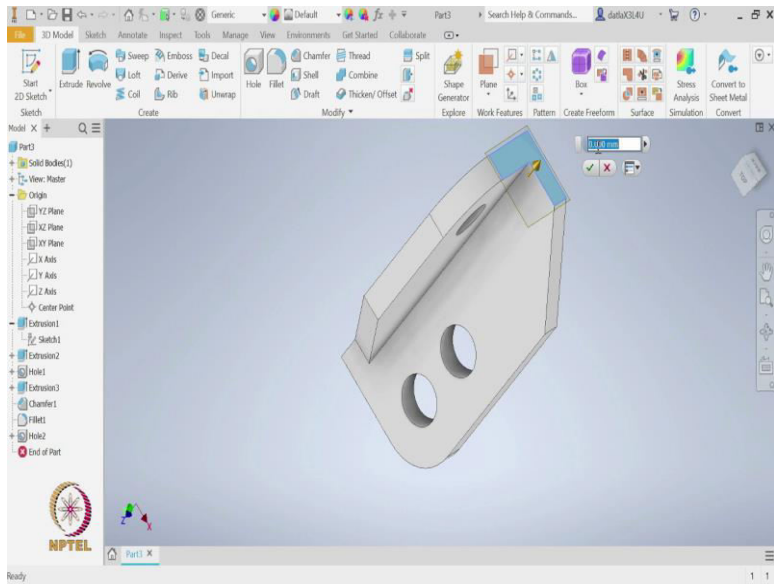 Generic Default Part3 Search Help & Commands... datlaX3L4U
File 3D Model Sketch Annotate Inspect Tools Manage View Environments Get Started Collaborate
Start 2D Sketch Extrude Revolve Sweep Emboss Decal Loft Derive Import Coil Rib Unwrap Hole Fillet Chamfer Thread Split Shell Combine Draft Thicken/ Offset Shape Generator Plane Box Stress Analysis Convert to Sheet Metal
Sketch Create Modify Explore Work Features Pattern Create Freeform Surface Simulation Convert
Model
Part3
Solid Bodies(1)
View: Master
Origin
YZ Plane
XZ Plane
XY Plane
X Axis
Y Axis
Z Axis
Center Point
Extrusion1
Sketch1
Extrusion2
Hole1
Extrusion3
Chamfer1
Fillet1
Hole2
End of Part
Z X
NPTEL
Part3
Ready 1 1